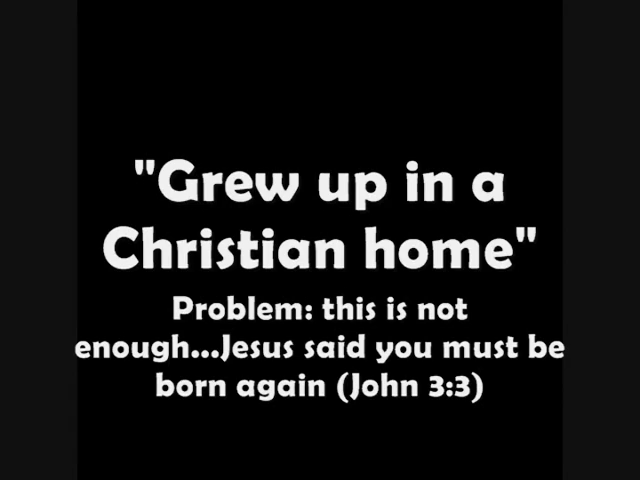 "Grew up in a
Christian home"
Problem: this is not
enough...Jesus said you must be
born again (John 3:3)